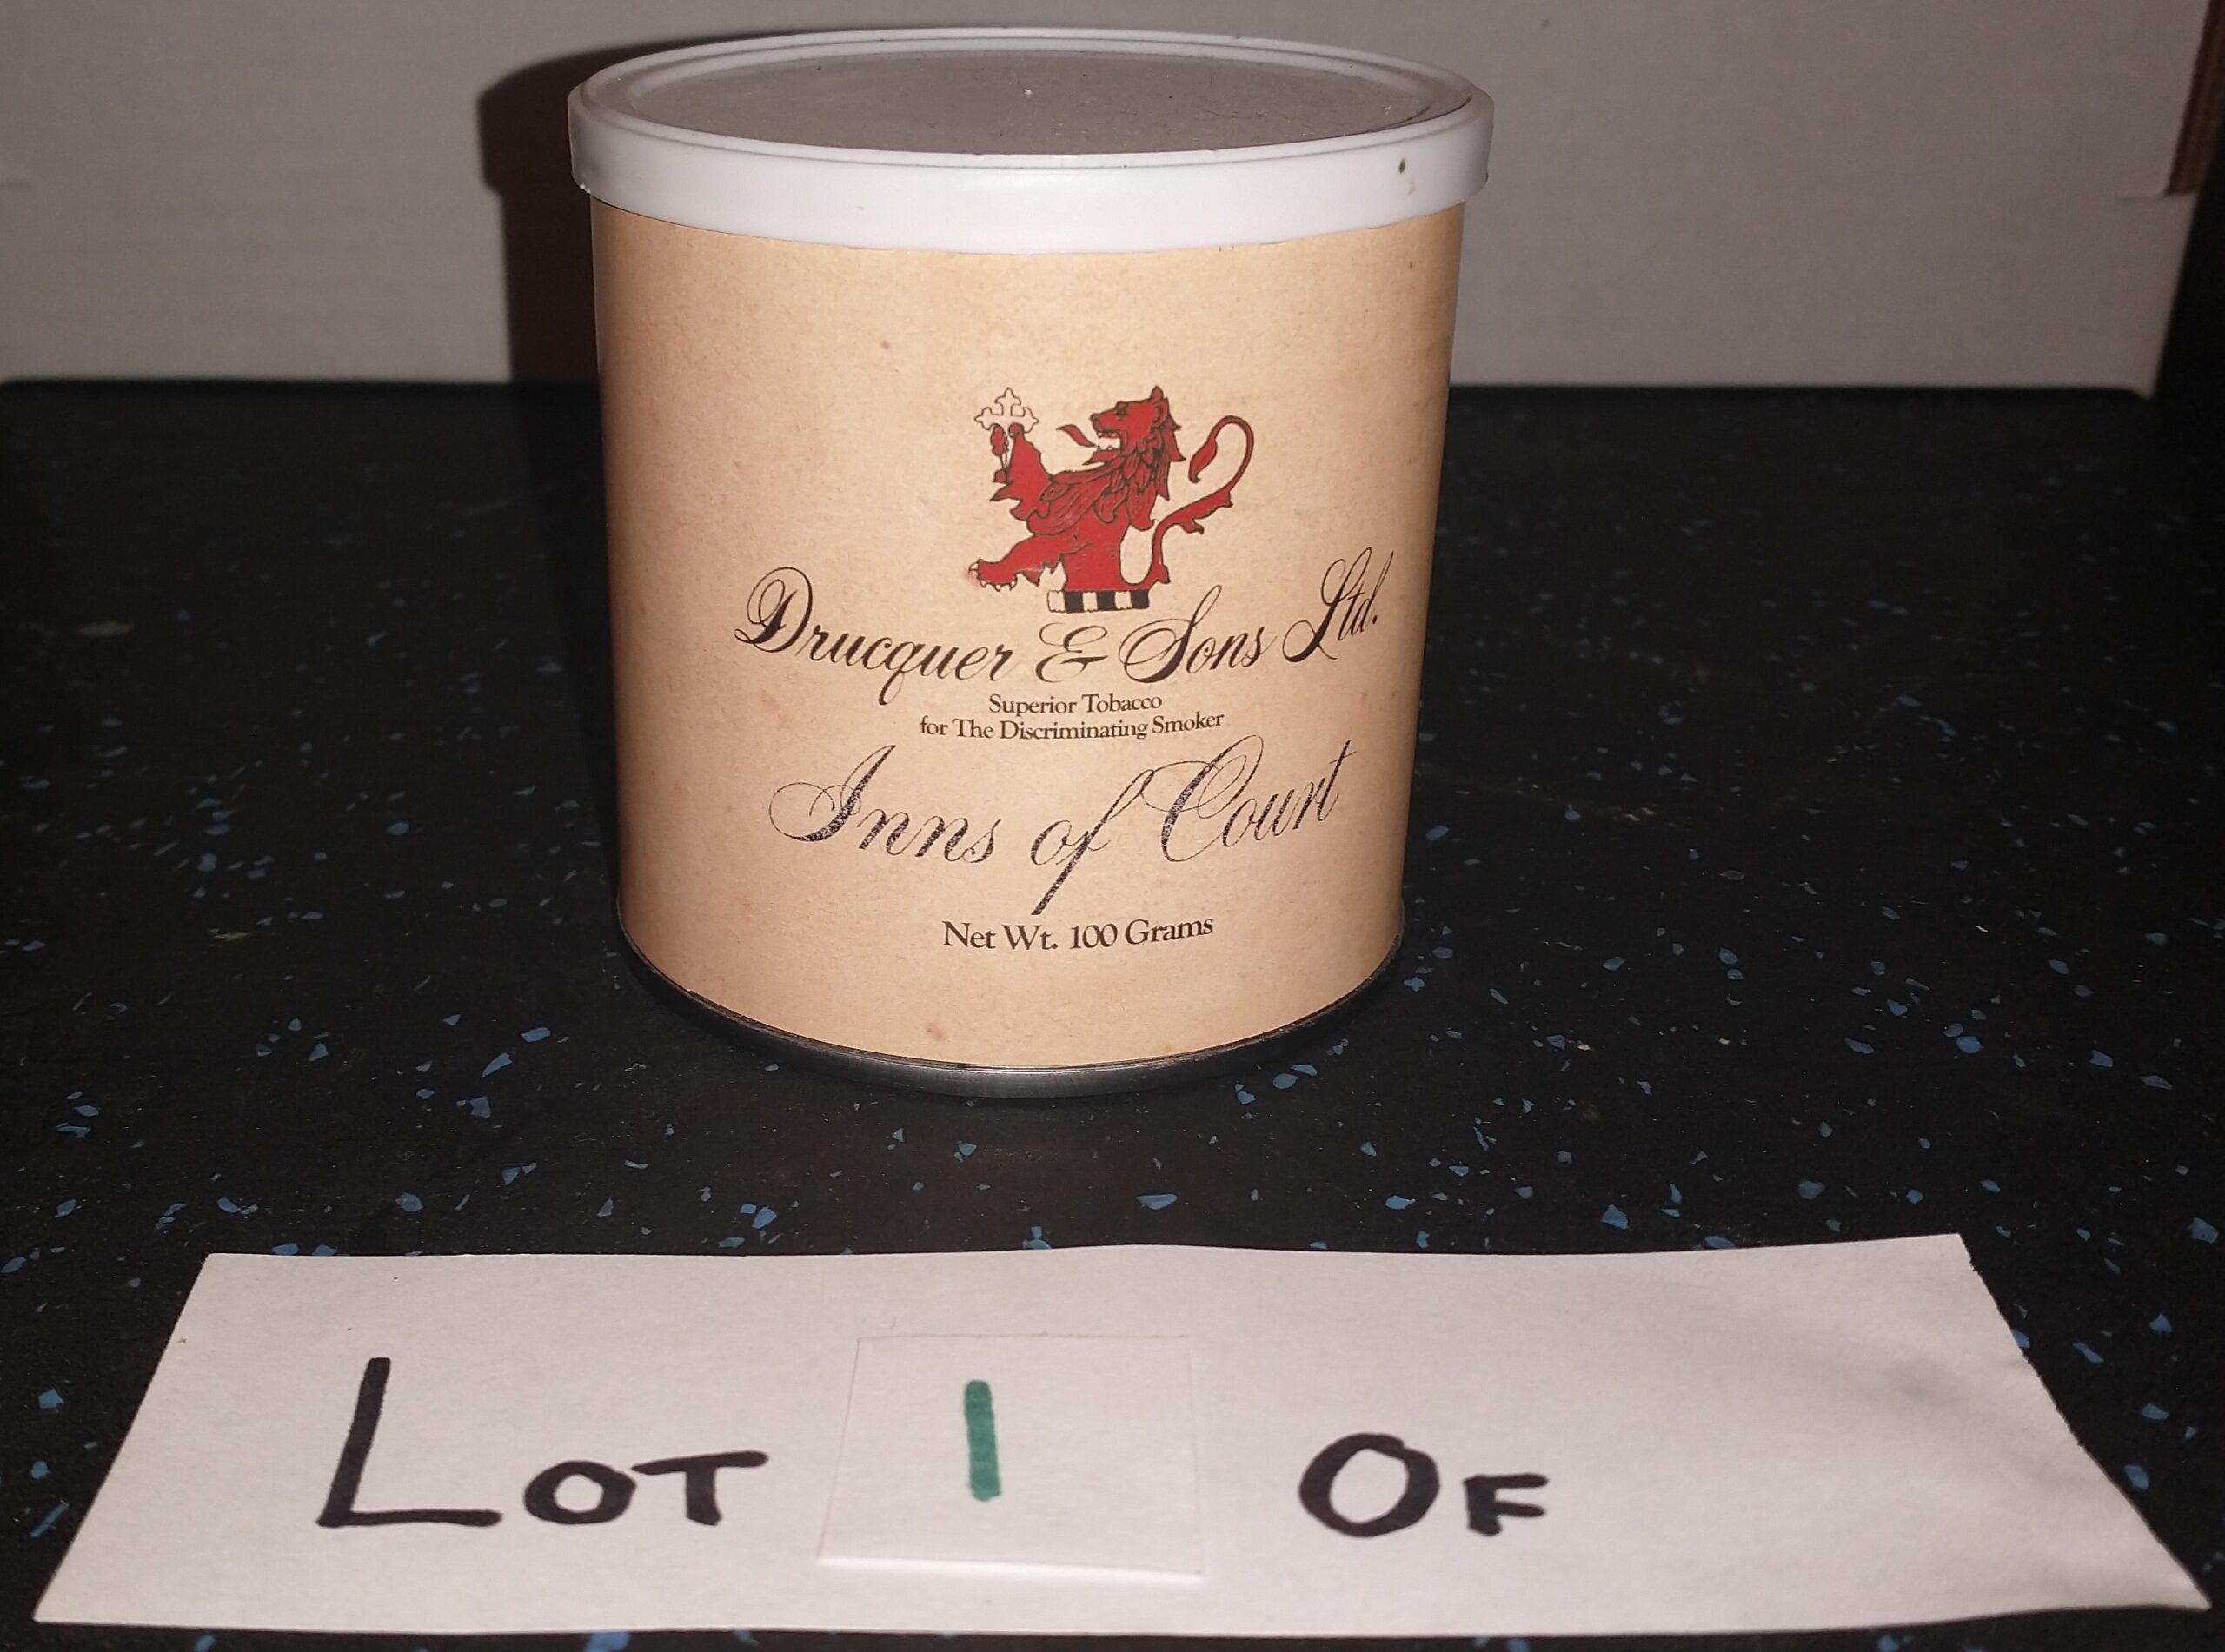 Drucquer & Sons Ltd.
Superior Tobacco
for The Discriminating Smoker
Inns of Court
Net Wt. 100 Grams
LOT 1 OF